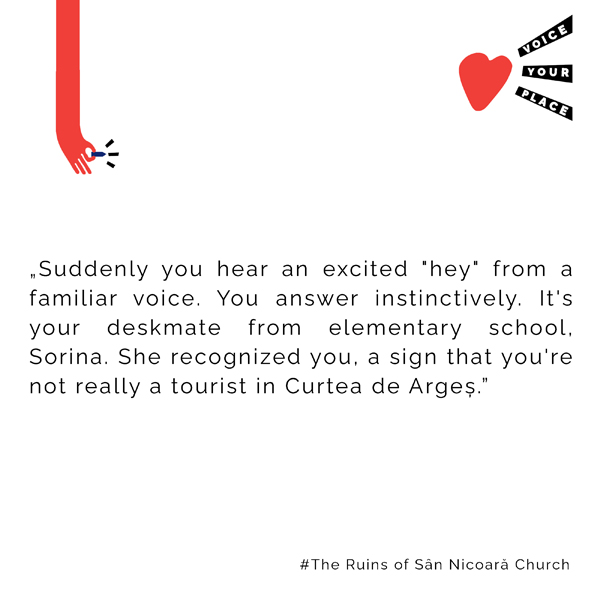 VOICE
YOUR
PLACE
„Suddenly you hear an excited "hey" from a
familiar voice. You answer instinctively. It's
your deskmate from elementary school,
Sorina. She recognized you, a sign that you're
not really a tourist in Curtea de Argeș.”
#The Ruins of Sân Nicoară Church